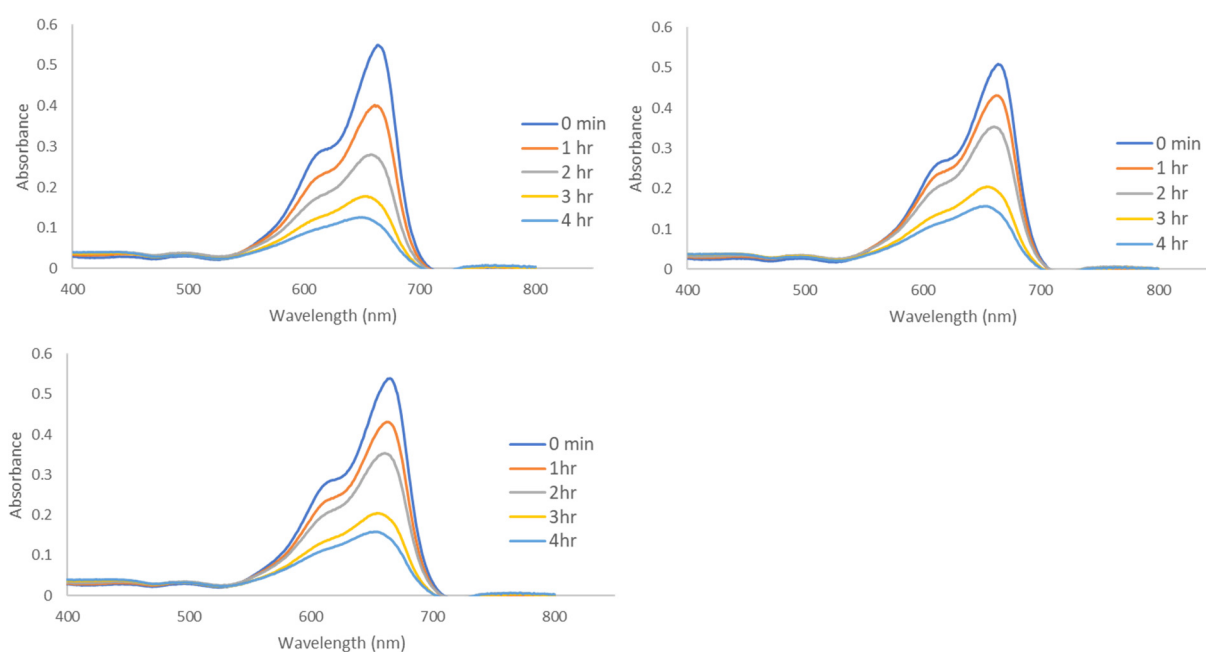 0.6
0.5
0.4
0.3
0.2
0.1
0
Absorbance
400 500 600 700 800
Wavelength (nm)
0 min
1 hr
2 hr
3 hr
4 hr
0.6
0.5
0.4
0.3
0.2
0.1
0
Absorbance
400 500 600 700 800
Wavelength (nm)
0 min
1 hr
2 hr
3 hr
4 hr
0.6
0.5
0.4
0.3
0.2
0.1
0
Absorbance
400 500 600 700 800
Wavelength (nm)
0 min
1hr
2hr
3hr
4hr